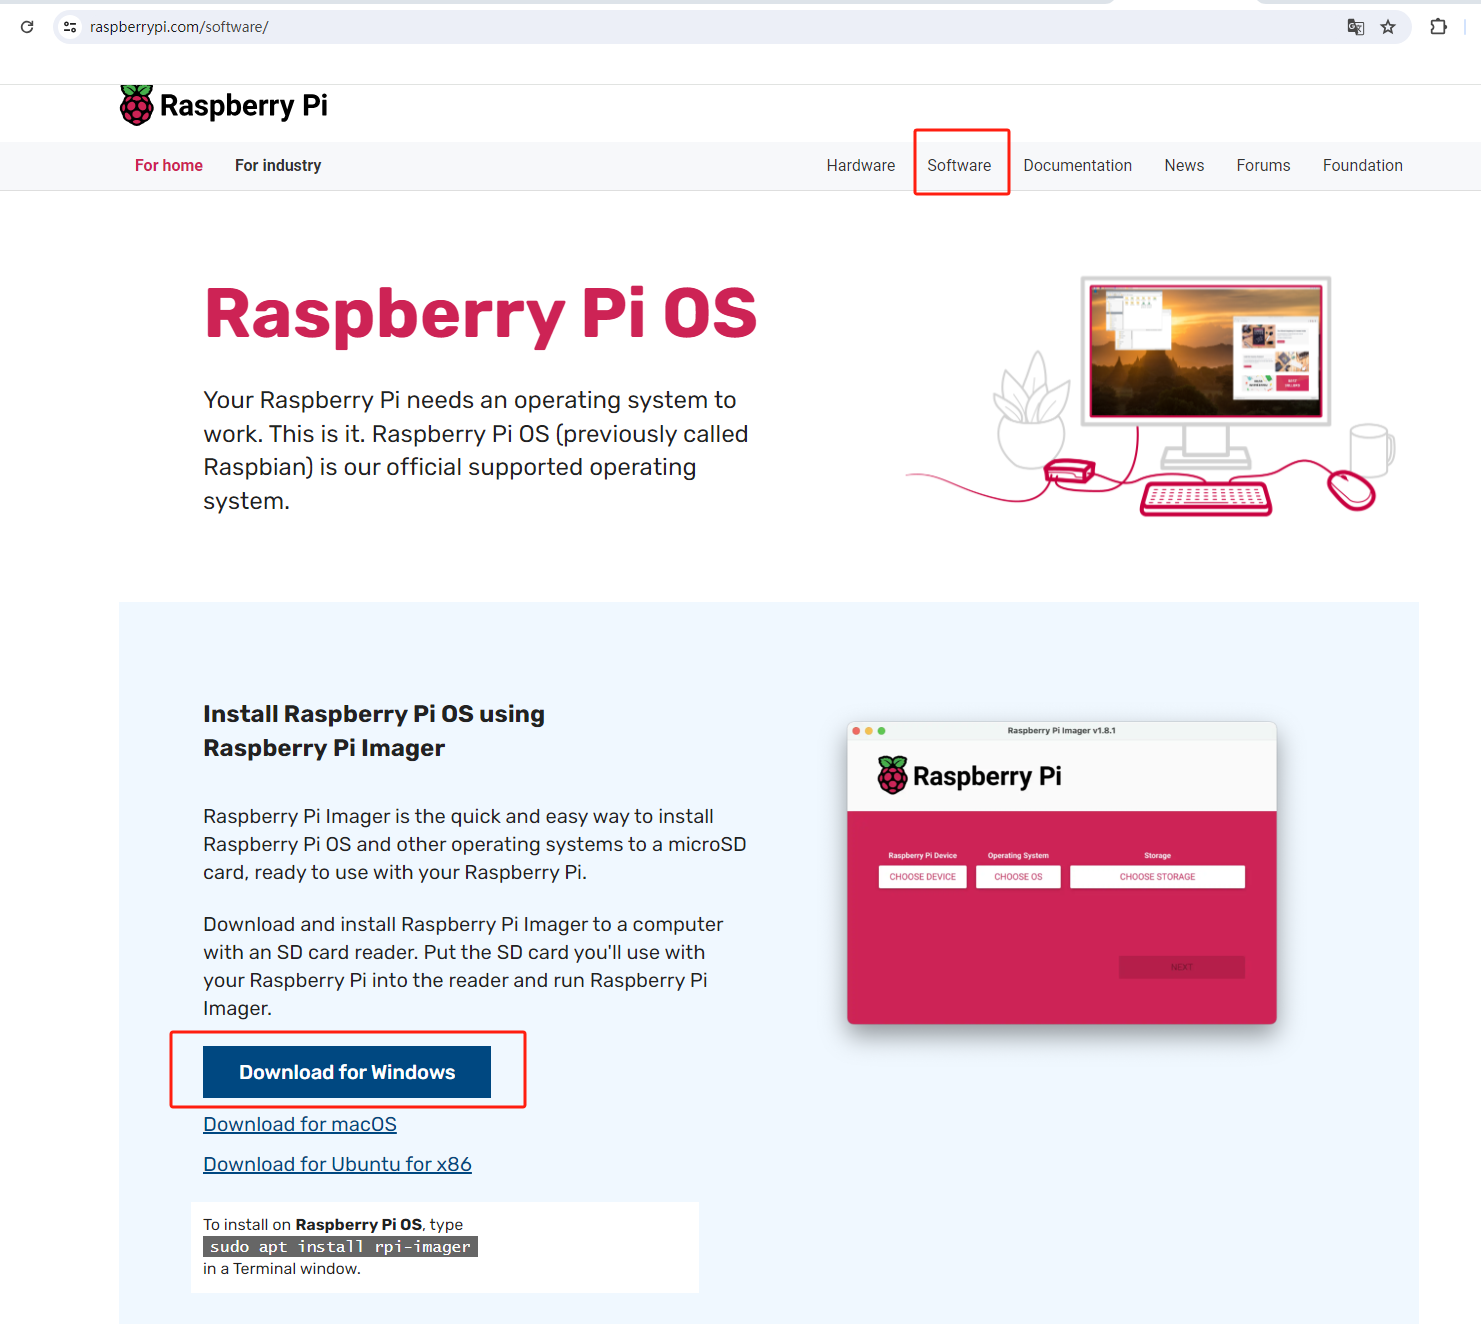 raspberrypi.com/software/
Raspberry Pi
For home For industry Hardware Software Documentation News Forums Foundation
Raspberry Pi OS
Your Raspberry Pi needs an operating system to
work. This is it. Raspberry Pi OS (previously called
Raspbian) is our official supported operating
system.
Install Raspberry Pi OS using
Raspberry Pi Imager
Raspberry Pi Imager is the quick and easy way to install
Raspberry Pi OS and other operating systems to a microSD
card, ready to use with your Raspberry Pi.
Download and install Raspberry Pi Imager to a computer
with an SD card reader. Put the SD card you'll use with
your Raspberry Pi into the reader and run Raspberry Pi
Imager.
Download for Windows
Download for macOS
Download for Ubuntu for x86
To install on Raspberry Pi OS, type
sudo apt install rpi-imager
in a Terminal window.
Raspberry Pi Imager v1.8.1
Raspberry Pi
Raspberry Pi Device Operating System Storage
CHOOSE DEVICE CHOOSE OS CHOOSE STORAGE
NEXT